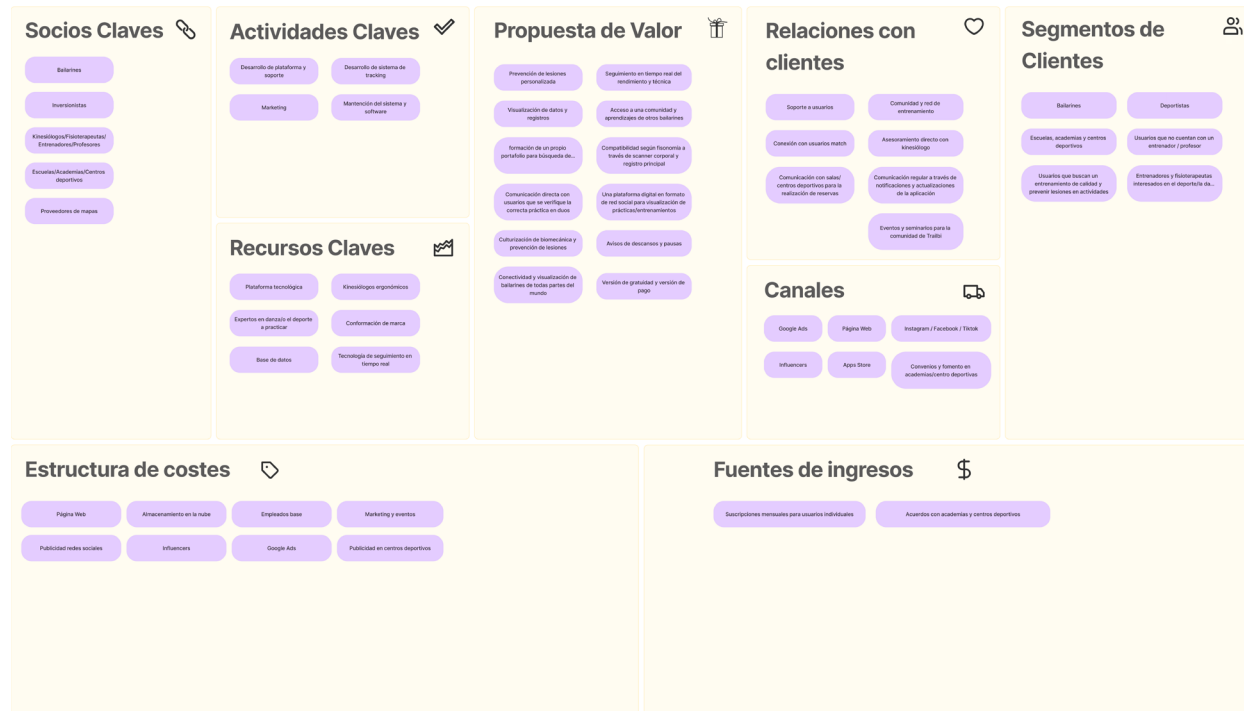 Socios Claves
Bailarines
Inversionistas
Kinesiólogos/Fisioterapeutas/
Entrenadores/Profesores
Escuelas/Academias/Centros
deportivos
Proveedores de mapas
Actividades Claves
Desarrollo de plataforma y
soporte
Desarrollo de sistema de
tracking
Marketing
Mantención del sistema y
software
Recursos Claves
Plataforma tecnológica
Kinesiólogos ergonómicos
Expertos en danza/o el deporte
a practicar
Conformación de marca
Base de datos
Tecnología de seguimiento en
tiempo real
Propuesta de Valor
Prevención de lesiones
personalizada
Seguimiento en tiempo real del
rendimiento y técnica
Visualización de datos y
registros
Acceso a una comunidad y
aprendizajes de otros bailarines
formación de un propio
portafolio para búsqueda de...
Compatibilidad según fisonomía a
través de scanner corporal y
registro principal
Comunicación directa con
usuarios que se verifique la
correcta práctica en duos
Una plataforma digital en formato
de red social para visualización de
prácticas/entrenamientos
Culturización de biomecánica y
prevención de lesiones
Avisos de descansos y pausas
Conectividad y visualización de
bailarines de todas partes del
mundo
Versión de gratuidad y versión de
pago
Relaciones con
clientes
Soporte a usuarios
Comunidad y red de
entrenamiento
Conexión con usuarios match
Asesoramiento directo con
kinesiólogo
Comunicación con salas/
centros deportivos para la
realización de reservas
Comunicación regular a través de
notificaciones y actualizaciones
de la aplicación
Eventos y seminarios para la
comunidad de
Canales
Google Ads
Página Web
Instagram / Facebook / Tiktok
Influencers
Apps Store
Convenios y fomento en
academias/centro deportivas
Segmentos de
Clientes
Bailarines
Deportistas
Escuelas, academias y centros
deportivos
Usuarios que no cuentan con un
entrenador / profesor
Usuarios que buscan un
entrenamiento de calidad y
prevenir lesiones en actividades
Entrenadores y fisioterapeutas
interesados en el deporte/le da...
Estructura de costes
Página Web
Almacenamiento en la nube
Empleados base
Marketing y eventos
Publicidad redes sociales
Influencers
Google Ads
Publicidad en centros deportivos
Fuentes de ingresos
Suscripciones mensuales para usuarios individuales
Acuerdos con academias y centros deportivos